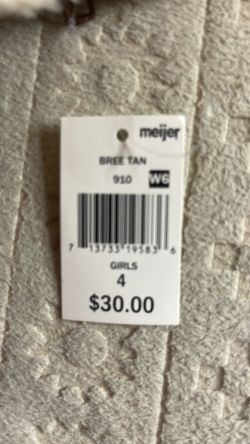 meijer
BREE TAN
910 W6
7 13733 19583 6
GIRLS
4
$30.00